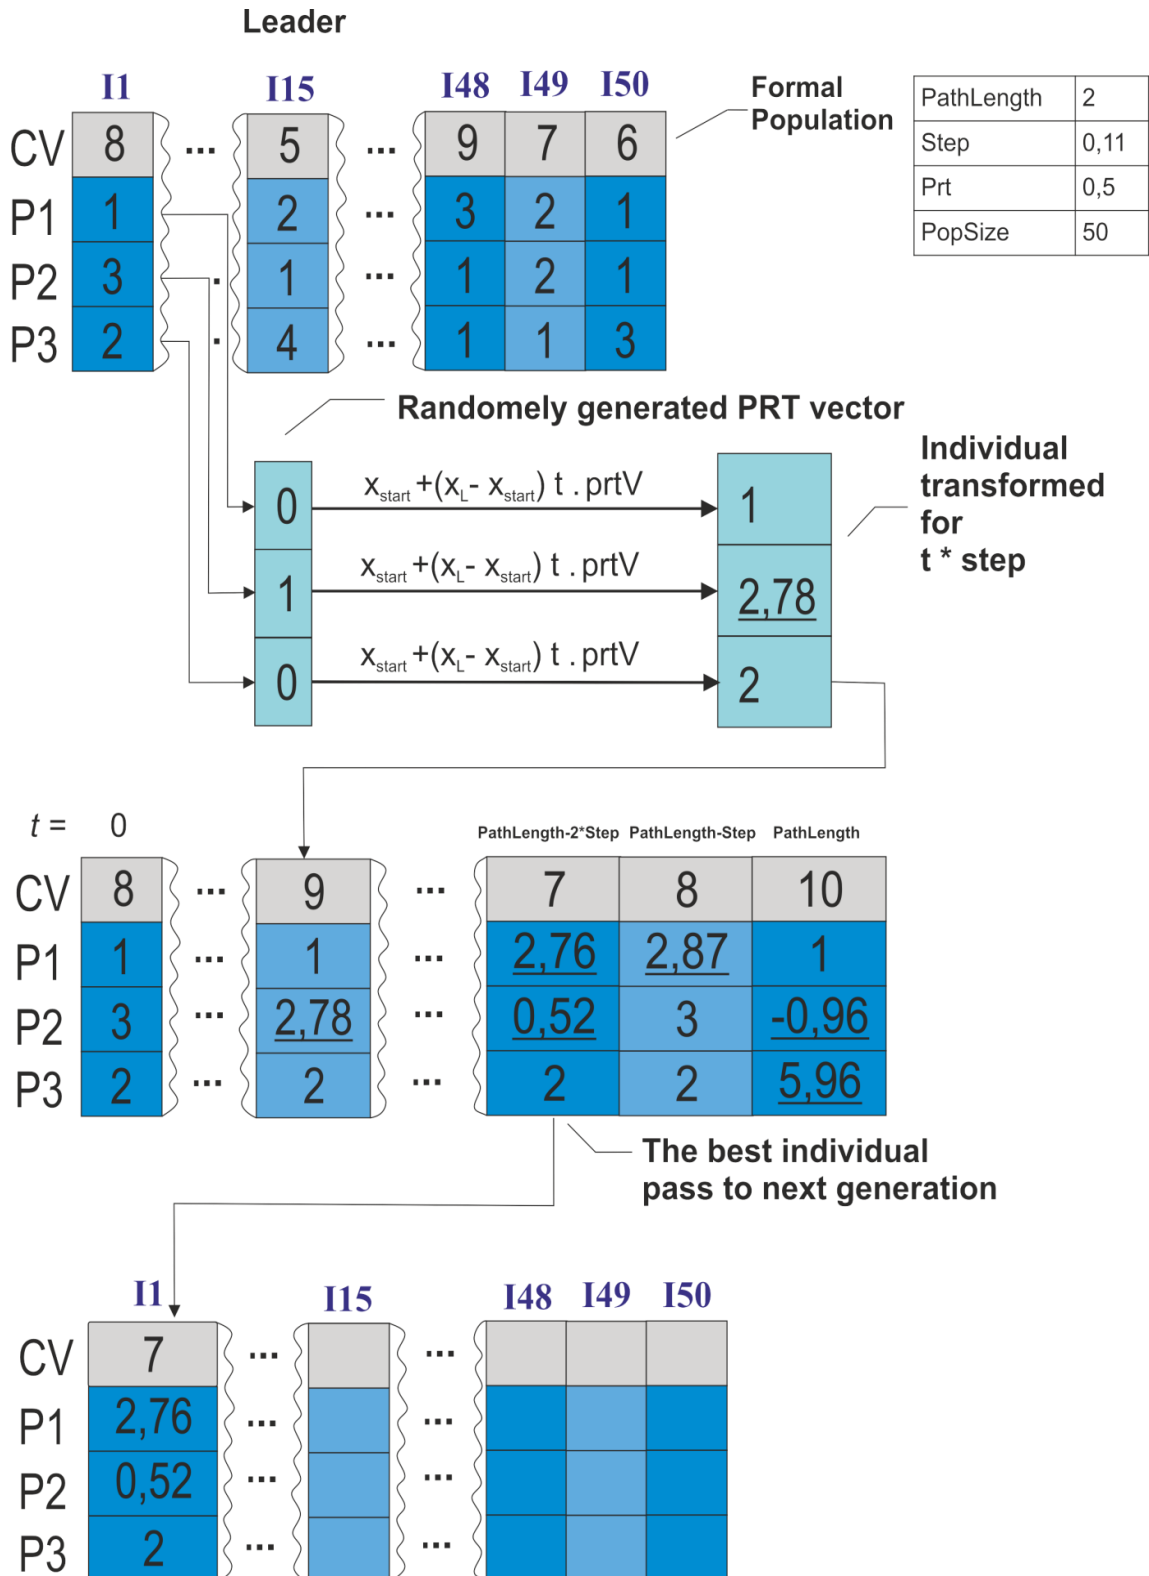 Leader
I1 I15 I48 I49 I50
Formal
Population
PathLength 2
Step 0,11
Prt 0,5
PopSize 50
CV 8 ... 5 ... 9 7 6
P1 1 2 ... 3 2 1
P2 3 . 1 ... 1 2 1
P3 2 . 4 ... 1 1 3
Randomely generated PRT vector
Individual
transformed
for
t * step
0 xstart +(xL- xstart) t . prtV 1
1 xstart +(xL- xstart) t . prtV 2,78
0 xstart +(xL- xstart) t . prtV 2
t = 0
PathLength-2*Step PathLength-Step PathLength
CV 8 ... 9 ... 7 8 10
P1 1 ... 1 ... 2,76 2,87 1
P2 3 ... 2,78 ... 0,52 3 -0,96
P3 2 ... 2 ... 2 2 5,96
The best individual
pass to next generation
I1 I15 I48 I49 I50
CV 7 ... ...
P1 2,76 ... ...
P2 0,52 ... ...
P3 2 ... ...